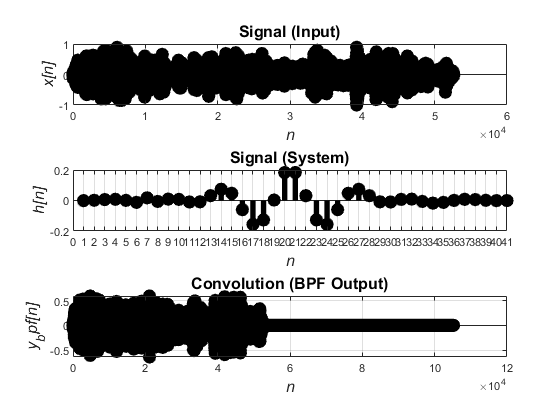 Signal (Input)
1
0
-1
x[n]
0 1 2 3 4 5 6
n
×10⁴
Signal (System)
0.2
0
-0.2
h[n]
0 1 2 3 4 5 6 7 8 9 10 11 12 13 14 15 16 17 18 19 20 21 22 23 24 25 26 27 28 29 30 31 32 33 34 35 36 37 38 39 40 41
n
Convolution (BPF Output)
0.5
0
-0.5
y_bpf[n]
0 2 4 6 8 10 12
n
×10⁴